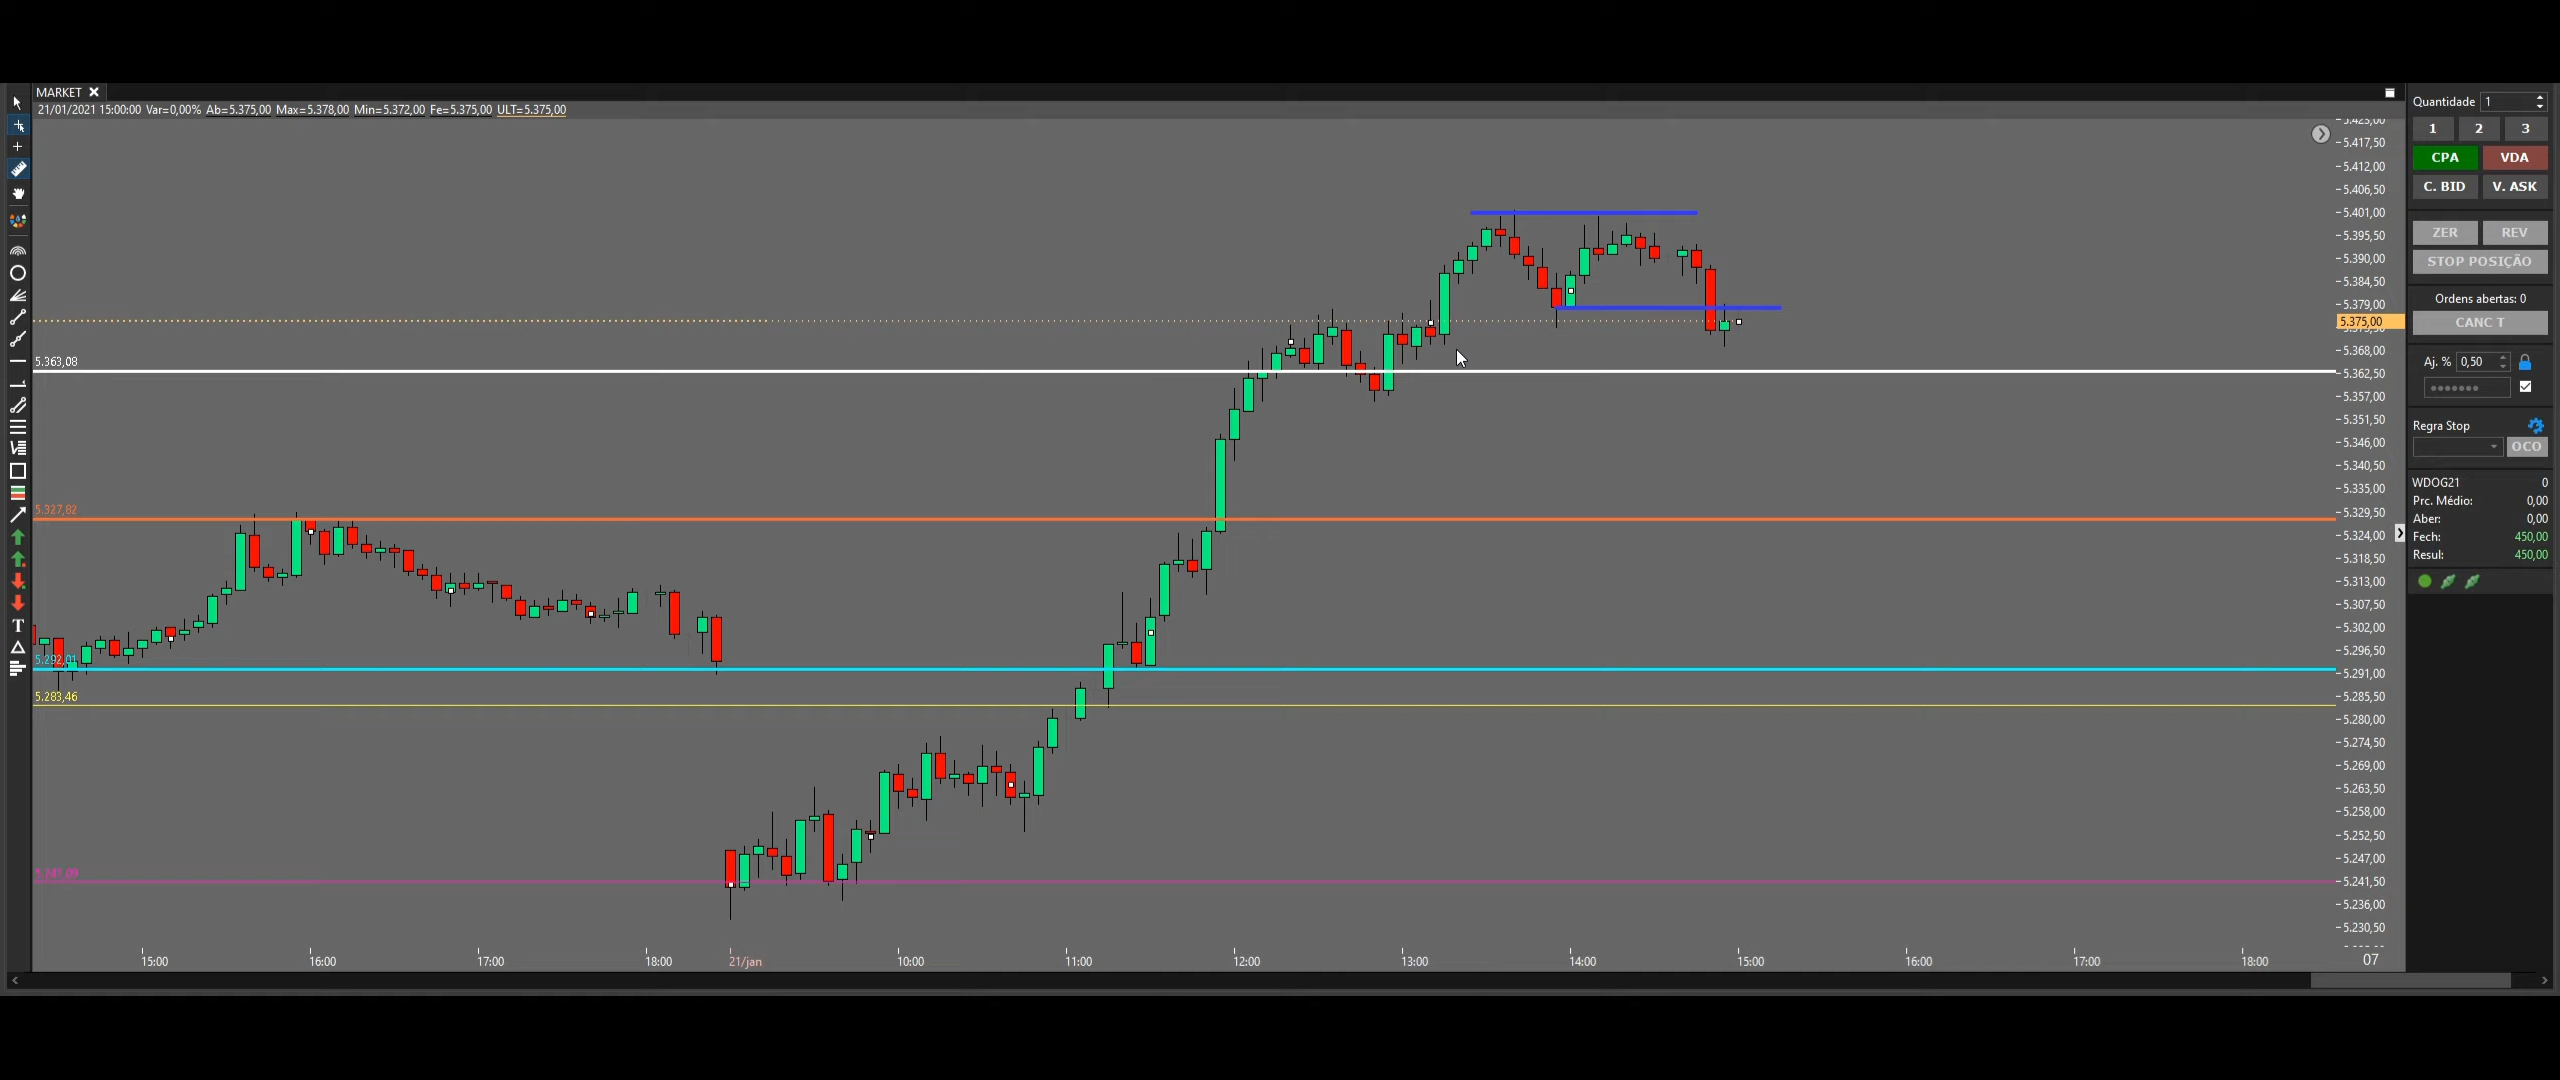 MARKET
21/01/2021 15:00:00 Var=0,00% Ab=5.375,00 Max=5.378,00 Min=5.372,00 Fe=5.375,00 ULT=5.375,00
5.363,08
5.327,82
5.292,01
5.283,46
5.417,50
5.412,00
5.406,50
5.401,00
5.395,50
5.390,00
5.384,50
5.379,00
5.375,00
5.368,00
5.362,50
5.357,00
5.351,50
5.346,00
5.340,50
5.335,00
5.329,50
5.324,00
5.318,50
5.313,00
5.307,50
5.302,00
5.296,50
5.291,00
5.285,50
5.280,00
5.274,50
5.269,00
5.263,50
5.258,00
5.252,50
5.247,00
5.241,50
5.236,00
5.230,50
15:00 16:00 17:00 18:00 21/jan 10:00 11:00 12:00 13:00 14:00 15:00 16:00 17:00 18:00 07
Quantidade 1
1 2 3
CPA VDA
C. BID V. ASK
ZER REV
STOP POSIÇÃO
Ordens abertas: 0
CANC T
Aj. % 0,50
Regra Stop
OCO
WDOG21 0
Prc. Médio: 0,00
Aber: 0,00
Fech: 450,00
Resul: 450,00